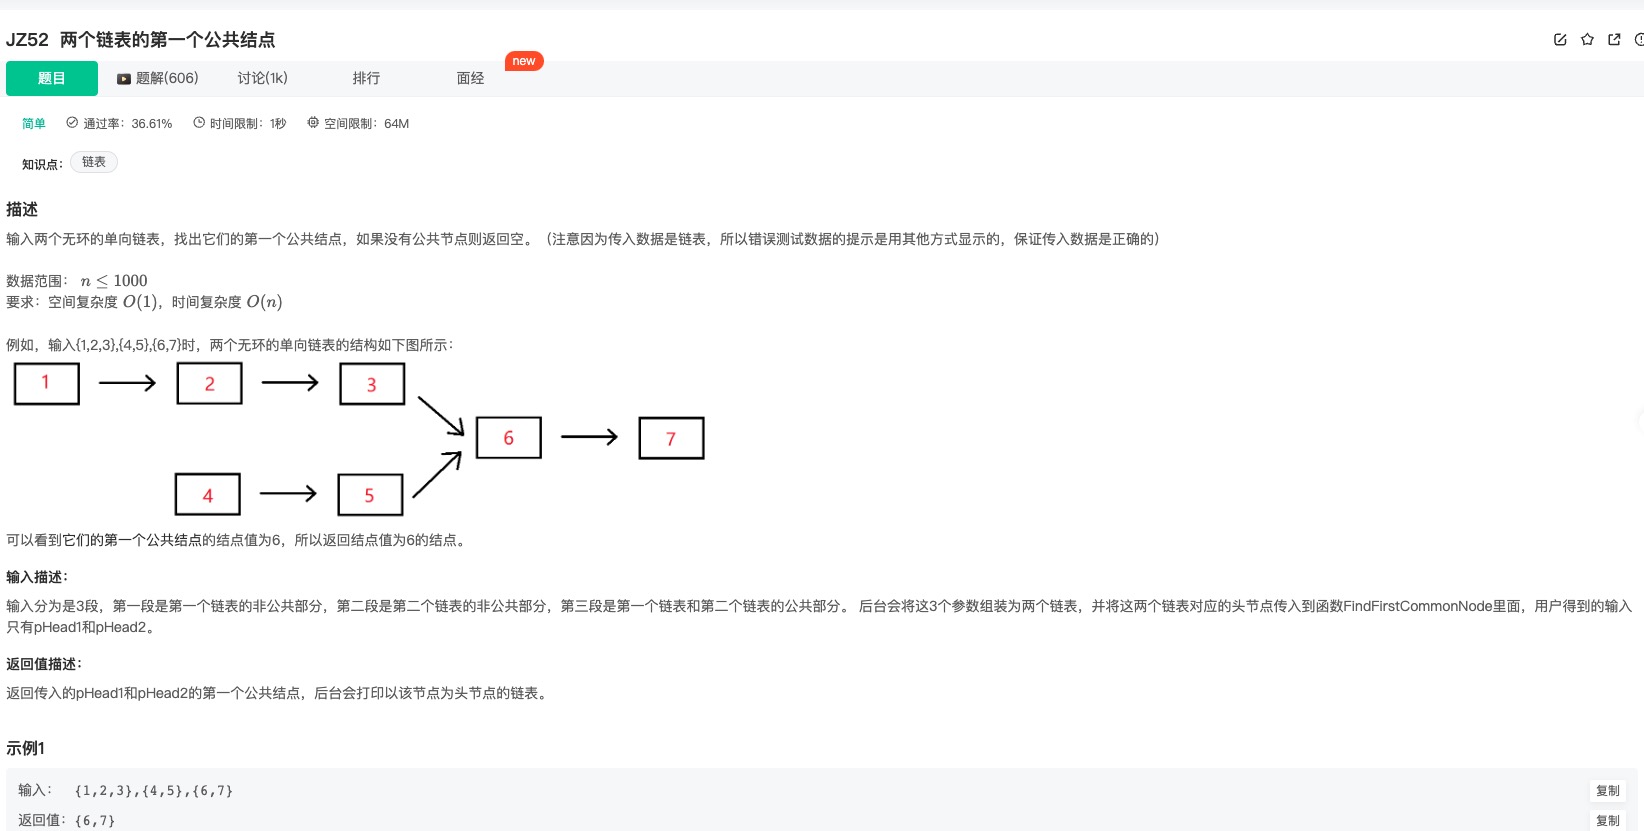 JZ52 两个链表的第一个公共结点
new
题目 题解(606) 讨论(1k) 排行 面经
简单 通过率：36.61% 时间限制：1秒 空间限制：64M
知识点： 链表
描述
输入两个无环的单向链表，找出它们的第一个公共结点，如果没有公共节点则返回空。（注意因为传入数据是链表，所以错误测试数据的提示是用其他方式显示的，保证传入数据是正确的）
数据范围： n ≤ 1000
要求：空间复杂度 O(1)，时间复杂度 O(n)
例如，输入{1,2,3},{4,5},{6,7}时，两个无环的单向链表的结构如下图所示：
1 2 3
6 7
4 5
可以看到它们的第一个公共结点的结点值为6，所以返回结点值为6的结点。
输入描述：
输入分为是3段，第一段是第一个链表的非公共部分，第二段是第二个链表的非公共部分，第三段是第一个链表和第二个链表的公共部分。 后台会将这3个参数组装为两个链表，并将这两个链表对应的头节点传入到函数FindFirstCommonNode里面，用户得到的输入
只有pHead1和pHead2。
返回值描述：
返回传入的pHead1和pHead2的第一个公共结点，后台会打印以该节点为头节点的链表。
示例1
输入： {1,2,3},{4,5},{6,7} 复制
返回值： {6,7} 复制